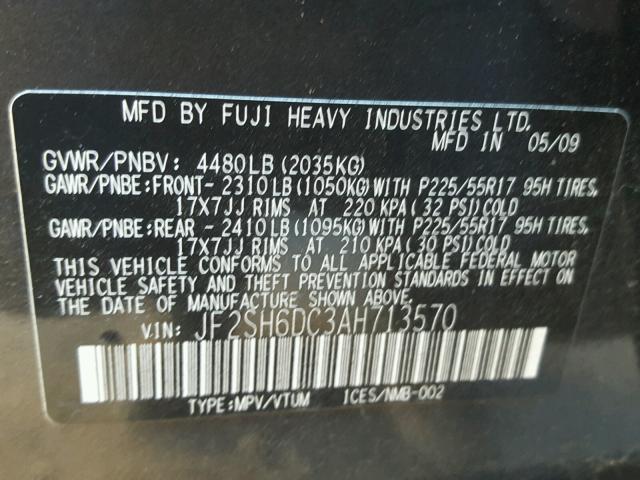 MFD BY FUJI HEAVY INDUSTRIES LTD.
MFD IN 05/09
GVWR/PNBV: 4480LB(2035KG)
GAWR/PNBE:FRONT- 2310LB(1050KG)WITH P225/55R17 95H TIRES,
17X7JJ RIMS AT 220 KPA(32 PSI)COLD
GAWR/PNBE:REAR - 2410LB(1095KG)WITH P225/55R17 95H TIRES,
17X7JJ RIMS AT 210 KPA(30 PSI)COLD
THIS VEHICLE CONFORMS TO ALL APPLICABLE FEDERAL MOTOR
VEHICLE SAFETY AND THEFT PREVENTION STANDARDS IN EFFECT ON
THE DATE OF MANUFACTURE SHOWN ABOVE.
VIN: JF2SH6DC3AH713570
TYPE:MPV/VTUM ICES/NMB-002